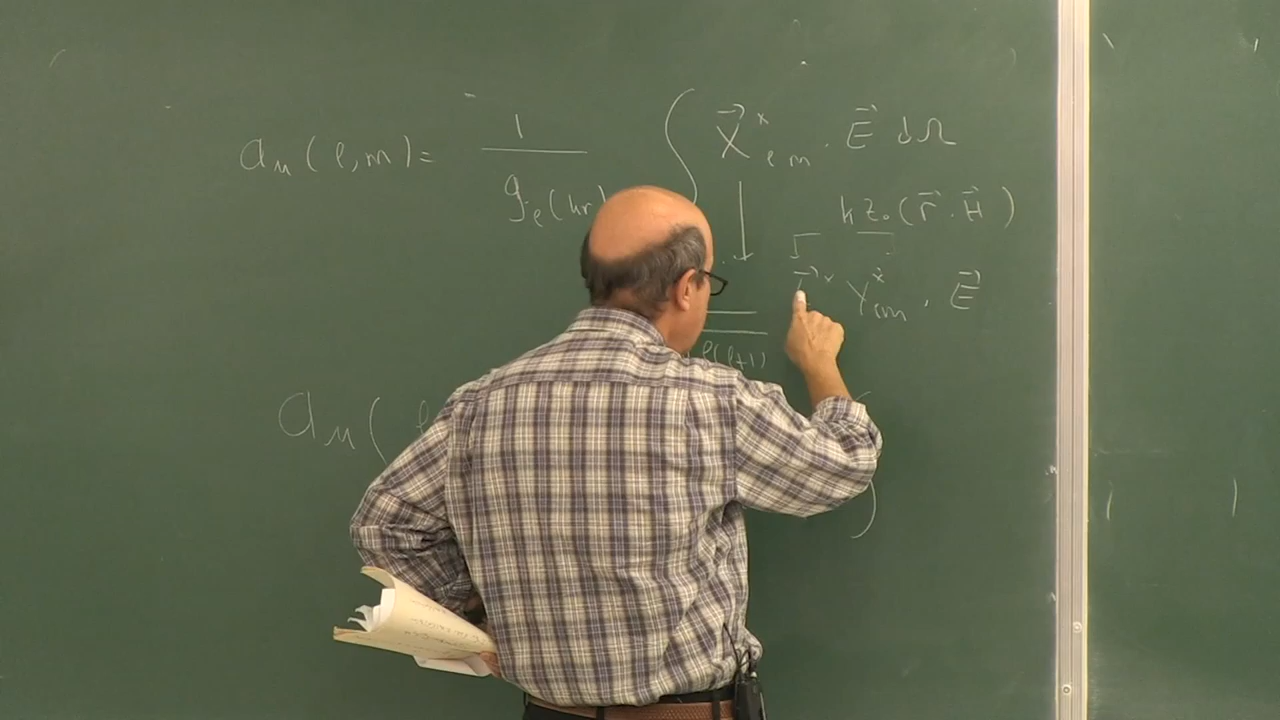 a_M(l,m) = 1 / g_l(kr) ∫ X⃗*_lm · E⃗ dΩ
k Z₀ (r⃗ · H⃗)
L⃗* Y*_lm · E⃗
l(l+1)
a_M(